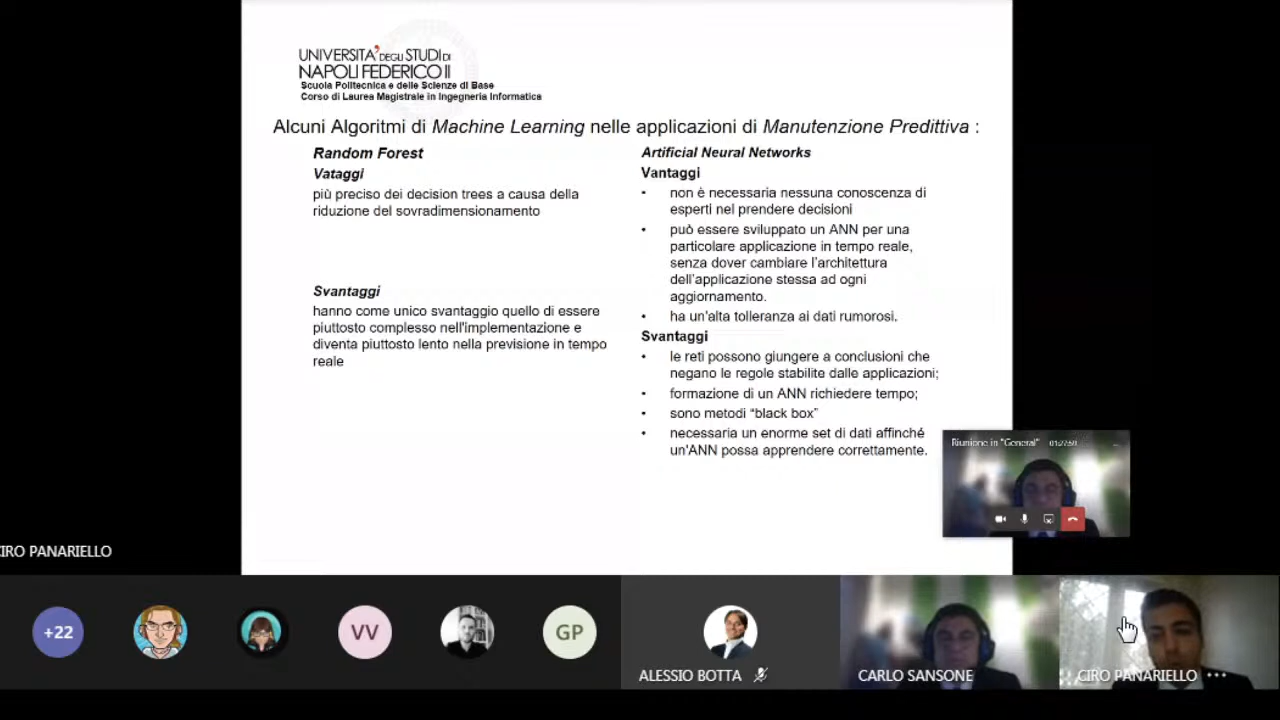 UNIVERSITA' DEGLI STUDI DI
NAPOLI FEDERICO II
Scuola Politecnica e delle Scienze di Base
Corso di Laurea Magistrale in Ingegneria Informatica
Alcuni Algoritmi di Machine Learning nelle applicazioni di Manutenzione Predittiva :
Random Forest
Vataggi
più preciso dei decision trees a causa della
riduzione del sovradimensionamento
Svantaggi
hanno come unico svantaggio quello di essere
piuttosto complesso nell'implementazione e
diventa piuttosto lento nella previsione in tempo
reale
Artificial Neural Networks
Vantaggi
• non è necessaria nessuna conoscenza di
esperti nel prendere decisioni
• può essere sviluppato un ANN per una
particolare applicazione in tempo reale,
senza dover cambiare l'architettura
dell'applicazione stessa ad ogni
aggiornamento.
• ha un'alta tolleranza ai dati rumorosi.
Svantaggi
• le reti possono giungere a conclusioni che
negano le regole stabilite dalle applicazioni;
• formazione di un ANN richiedere tempo;
• sono metodi "black box"
• necessaria un enorme set di dati affinché
un'ANN possa apprendere correttamente.
Riunione in "General"
IRO PANARIELLO
+22
VV
GP
ALESSIO BOTTA
CARLO SANSONE
CIRO PANARIELLO